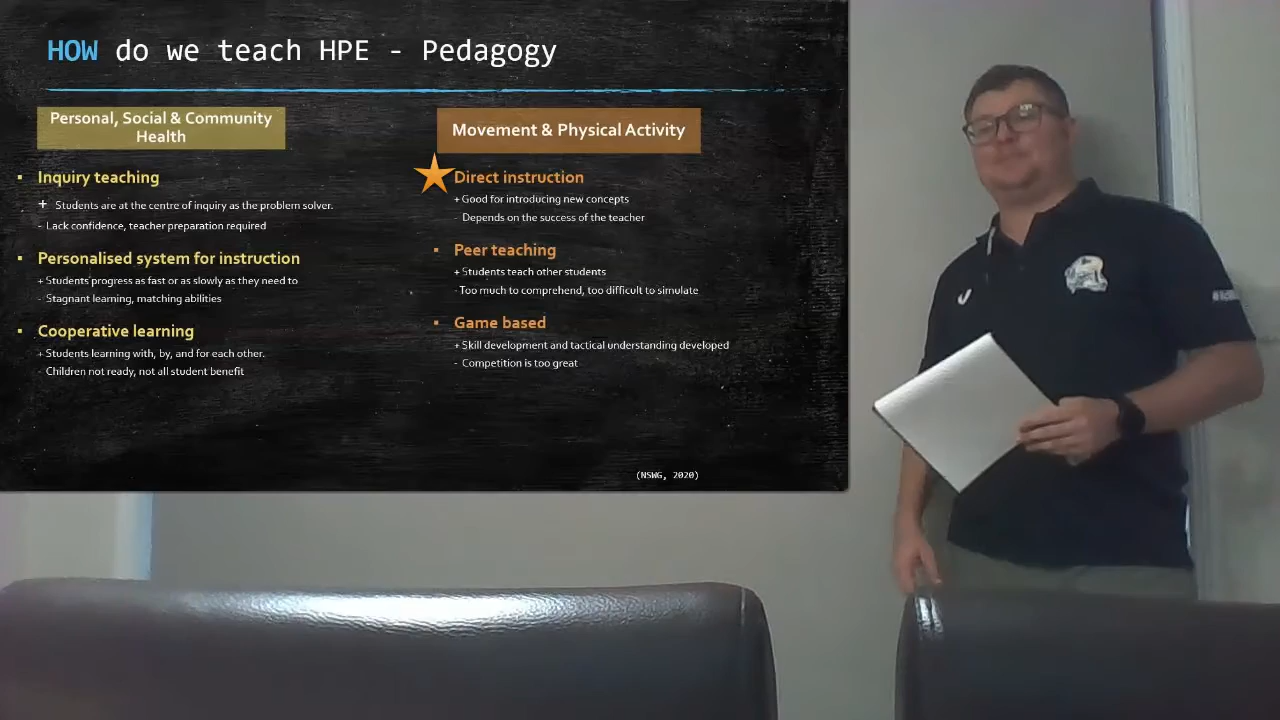 HOW do we teach HPE - Pedagogy
Personal, Social & Community
Health
▪ Inquiry teaching
+ Students are at the centre of inquiry as the problem solver.
- Lack confidence, teacher preparation required
▪ Personalised system for instruction
+ Students progress as fast or as slowly as they need to
- Stagnant learning, matching abilities
▪ Cooperative learning
+ Students learning with, by, and for each other.
- Children not ready, not all student benefit
Movement & Physical Activity
Direct instruction
+ Good for introducing new concepts
- Depends on the success of the teacher
▪ Peer teaching
+ Students teach other students
- Too much to comprehend, too difficult to simulate
▪ Game based
+ Skill development and tactical understanding developed
- Competition is too great
(NSWG, 2020)